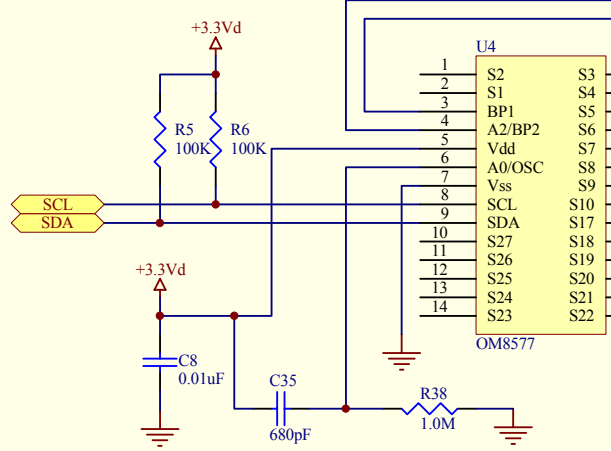 +3.3Vd
U4
R5
100K
R6
100K
SCL
SDA
1 S2 S3
2 S1 S4
3 BP1 S5
4 A2/BP2 S6
5 Vdd S7
6 A0/OSC S8
7 Vss S9
8 SCL S10
9 SDA S17
10 S27 S18
11 S26 S19
12 S25 S20
13 S24 S21
14 S23 S22
OM8577
+3.3Vd
C8
0.01uF
C35
680pF
R38
1.0M